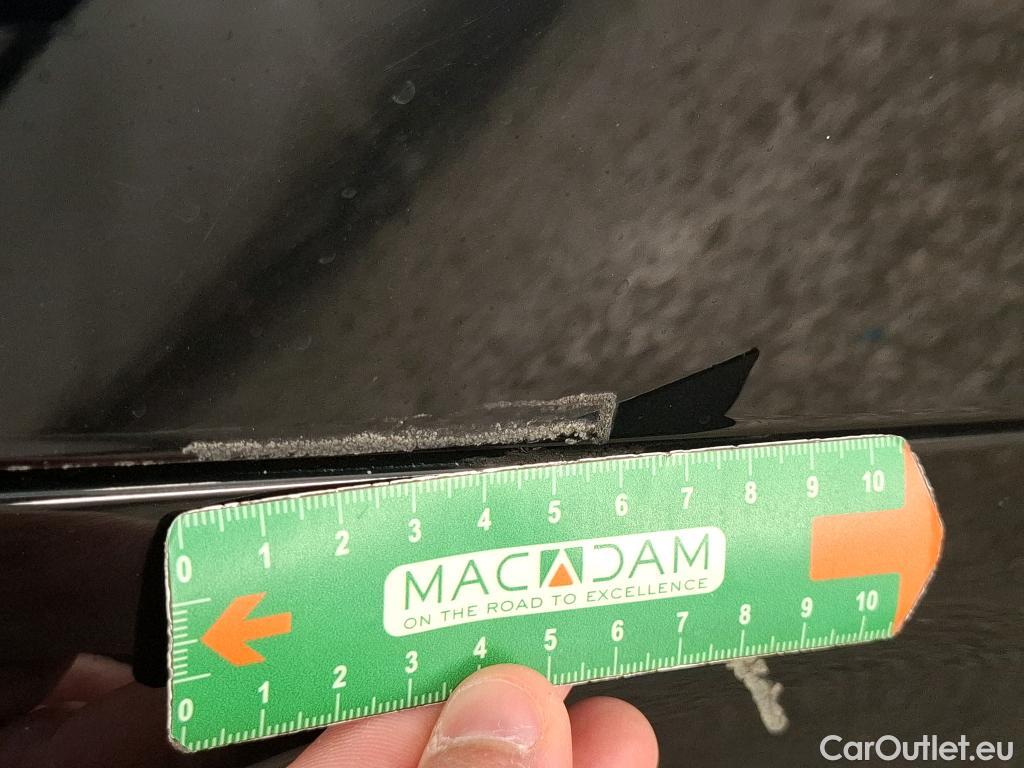 0 1 2 3 4 5 6 7 8 9 10
MACADAM
ON THE ROAD TO EXCELLENCE
0 1 2 3 4 5 6 7 8 9 10
CarOutlet.eu